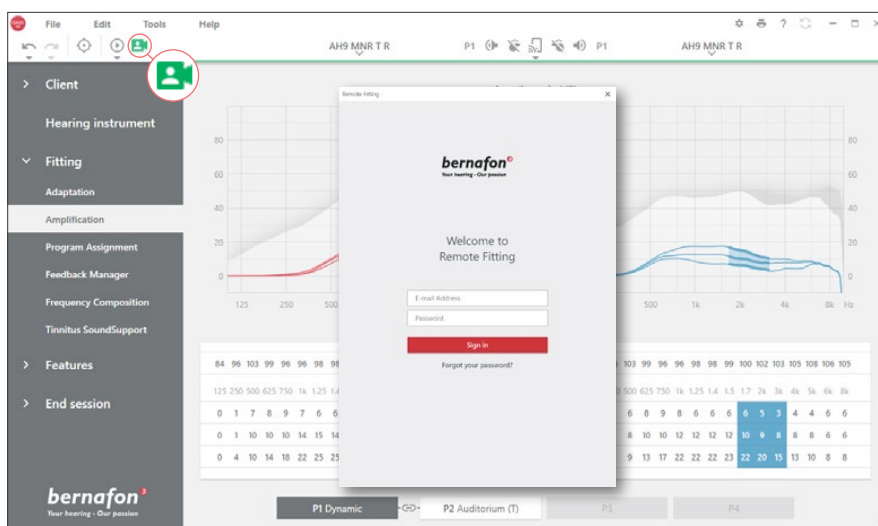 File Edit Tools Help
AH9 MNR T R P1 P1 AH9 MNR T R
Client
Hearing instrument
Fitting
Adaptation
Amplification
Program Assignment
Feedback Manager
Frequency Composition
Tinnitus SoundSupport
Features
End session
bernafon
Your hearing - Our passion
Remote Fitting
bernafon
Your hearing - Our passion
Welcome to
Remote Fitting
E-mail Address
Password
Sign in
Forgot your password?
80 80
60 60
40 40
20 20
0 0
125 250 500 500 1k 2k 4k 8k Hz
84 96 103 99 96 96 98 98 103 99 96 96 98 98 99 100 102 103 105 108 106 105
125 250 500 625 750 1k 1.25 1.4 500 625 750 1k 1.25 1.4 1.5 1.7 2k 3k 4k 5k 6k 8k
0 1 7 8 9 7 6 6 6 8 9 8 6 6 6 6 5 3 4 4 6 6
0 1 10 10 10 14 15 14 8 10 10 12 12 12 12 10 9 8 8 8 6 6
0 4 10 14 18 22 25 25 9 13 17 22 22 22 23 22 20 15 13 10 8 8
P1 Dynamic P2 Auditorium (T) P3 P4